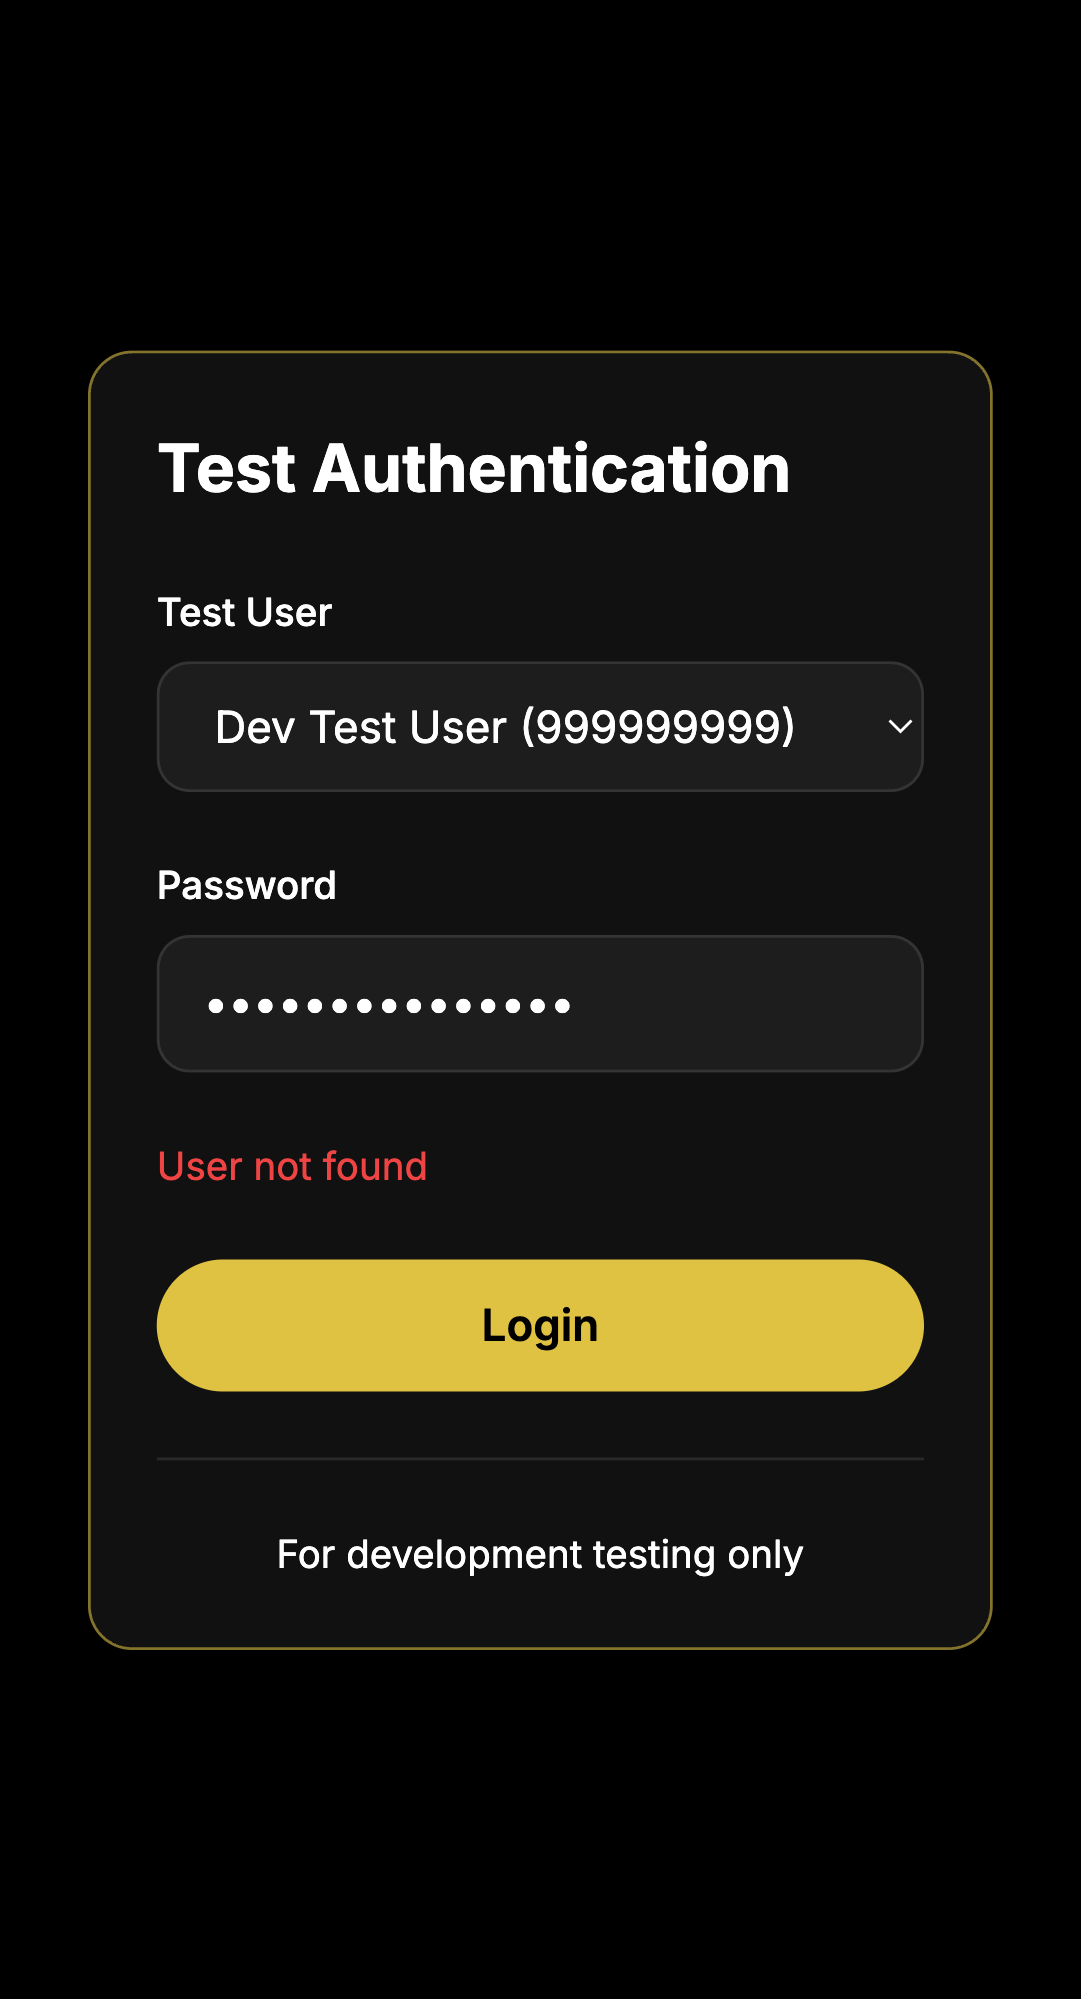 Test Authentication
Test User
Dev Test User (999999999)
Password
•••••••••••••••
User not found
Login
For development testing only